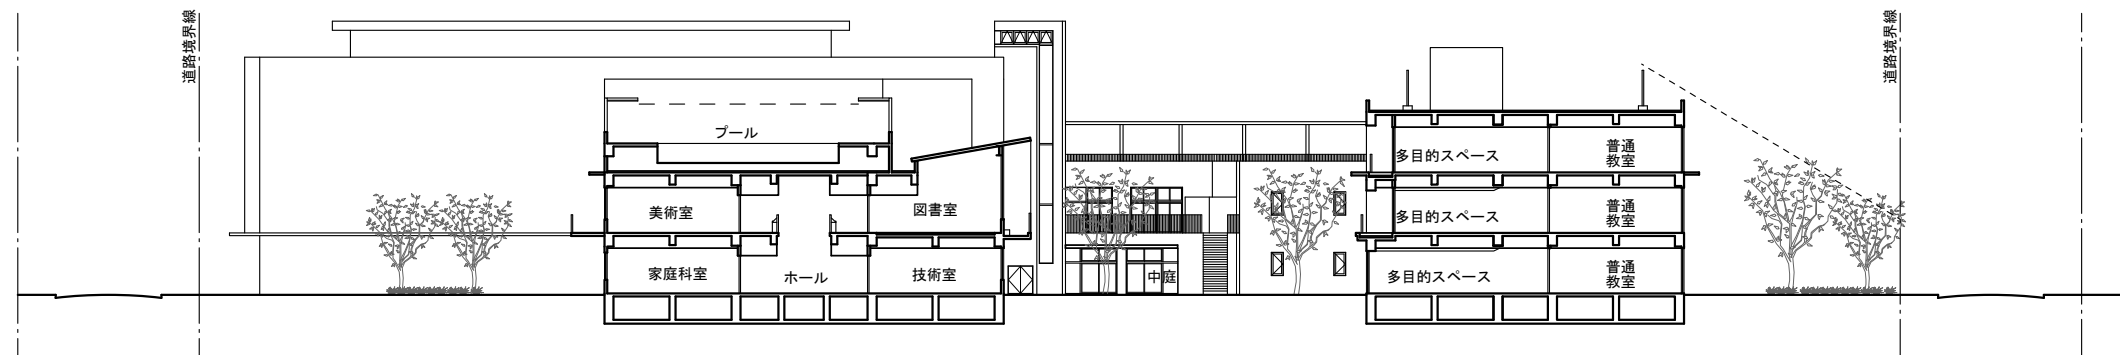 道路境界線
プール
美術室
図書室
家庭科室
ホール
技術室
中庭
多目的スペース
普通
教室
多目的スペース
普通
教室
多目的スペース
普通
教室
道路境界線